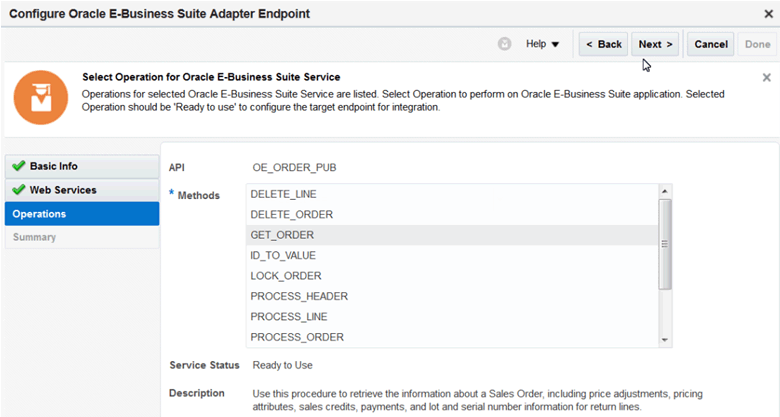 Configure Oracle E-Business Suite Adapter Endpoint
Help
< Back
Next >
Cancel
Done
Select Operation for Oracle E-Business Suite Service
Operations for selected Oracle E-Business Suite Service are listed. Select Operation to perform on Oracle E-Business Suite application. Selected
Operation should be 'Ready to use' to configure the target endpoint for integration.
Basic Info
Web Services
Operations
Summary
API OE_ORDER_PUB
* Methods
DELETE_LINE
DELETE_ORDER
GET_ORDER
ID_TO_VALUE
LOCK_ORDER
PROCESS_HEADER
PROCESS_LINE
PROCESS_ORDER
Service Status Ready to Use
Description Use this procedure to retrieve the information about a Sales Order, including price adjustments, pricing
attributes, sales credits, payments, and lot and serial number information for return lines.